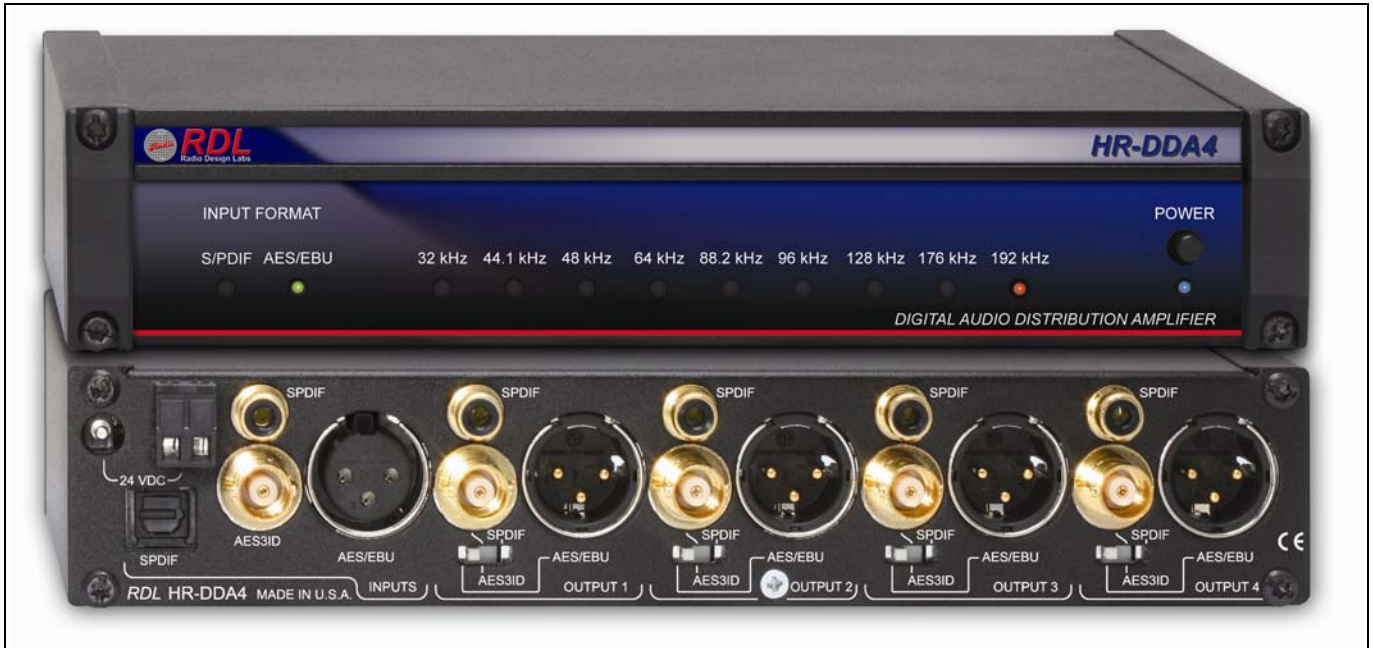 RDL
Radio Design Labs
HR-DDA4
INPUT FORMAT
POWER
S/PDIF AES/EBU 32 kHz 44.1 kHz 48 kHz 64 kHz 88.2 kHz 96 kHz 128 kHz 176 kHz 192 kHz
DIGITAL AUDIO DISTRIBUTION AMPLIFIER
SPDIF SPDIF SPDIF SPDIF SPDIF
24 VDC
AES3ID
SPDIF SPDIF SPDIF SPDIF
SPDIF AES/EBU AES/EBU AES/EBU AES/EBU AES/EBU
CE
AES3ID AES3ID AES3ID AES3ID
RDL HR-DDA4 MADE IN U.S.A. INPUTS OUTPUT 1 OUTPUT 2 OUTPUT 3 OUTPUT 4